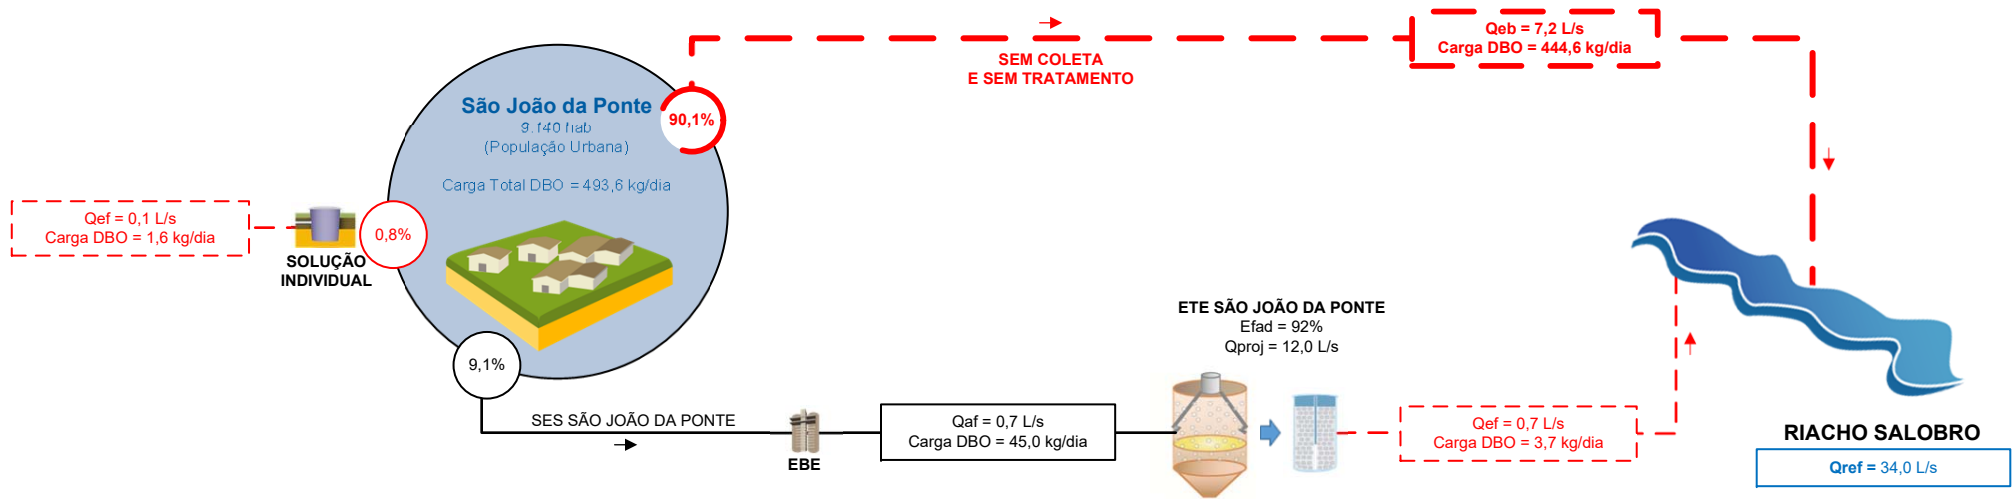 Qeb = 7,2 L/s
Carga DBO = 444,6 kg/dia
SEM COLETA
E SEM TRATAMENTO
São João da Ponte
9.140 hab
(População Urbana)
90,1%
Carga Total DBO = 493,6 kg/dia
Qef = 0,1 L/s
Carga DBO = 1,6 kg/dia
0,8%
SOLUÇÃO
INDIVIDUAL
9,1%
SES SÃO JOÃO DA PONTE
EBE
Qaf = 0,7 L/s
Carga DBO = 45,0 kg/dia
ETE SÃO JOÃO DA PONTE
Efad = 92%
Qproj = 12,0 L/s
Qef = 0,7 L/s
Carga DBO = 3,7 kg/dia
RIACHO SALOBRO
Qref = 34,0 L/s